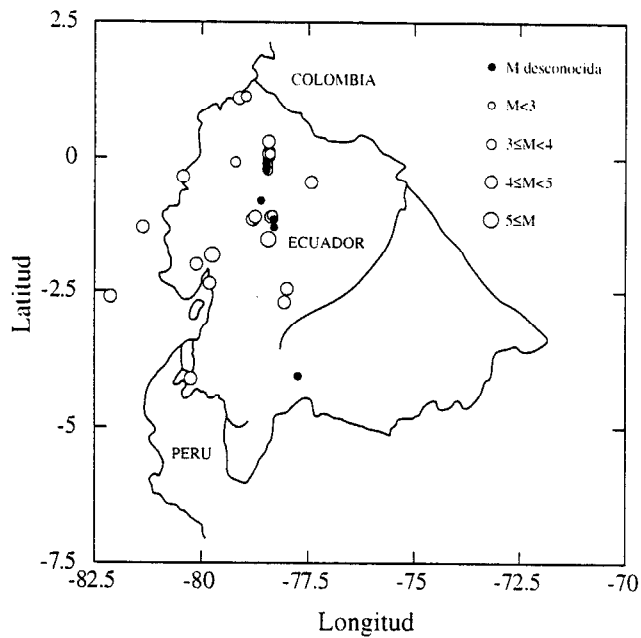 2.5
0
-2.5
-5
-7.5
Latitud
-82.5
-80
-77.5
-75
-72.5
-70
Longitud
COLOMBIA
ECUADOR
PERU
M desconocida
M<3
3≤M<4
4≤M<5
5≤M